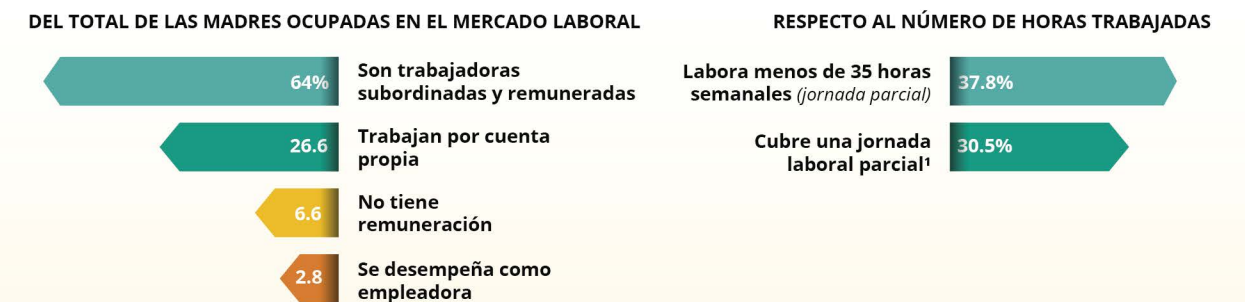 DEL TOTAL DE LAS MADRES OCUPADAS EN EL MERCADO LABORAL
64%
Son trabajadoras
subordinadas y remuneradas
26.6
Trabajan por cuenta
propia
6.6
No tiene
remuneración
2.8
Se desempeña como
empleadora
RESPECTO AL NÚMERO DE HORAS TRABAJADAS
Labora menos de 35 horas
semanales (jornada parcial)
37.8%
Cubre una jornada
laboral parcial¹
30.5%